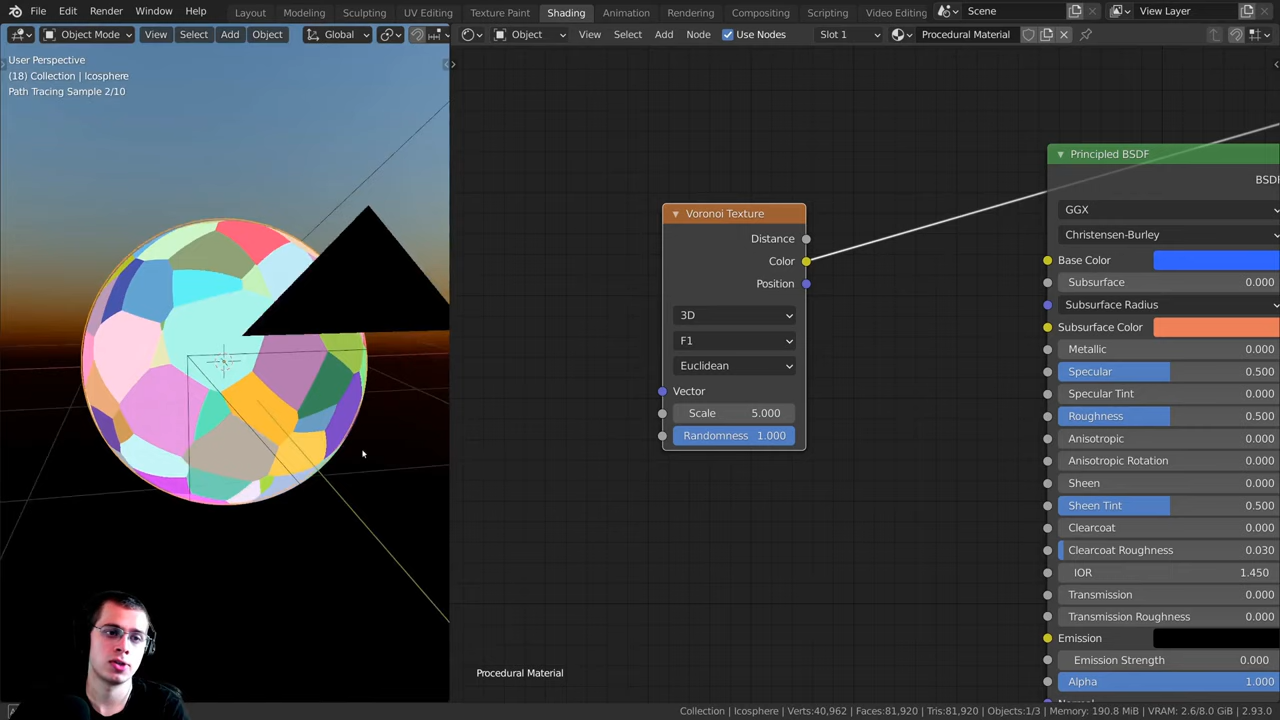 File Edit Render Window Help Layout Modeling Sculpting UV Editing Texture Paint Shading Animation Rendering Compositing Scripting Video Editing Scene View Layer
Object Mode View Select Add Object Global Object View Select Add Node Use Nodes Slot 1 Procedural Material
User Perspective
(18) Collection | Icosphere
Path Tracing Sample 2/10
Voronoi Texture
Distance
Color
Position
3D
F1
Euclidean
Vector
Scale 5.000
Randomness 1.000
Principled BSDF
BSDF
GGX
Christensen-Burley
Base Color
Subsurface 0.000
Subsurface Radius
Subsurface Color
Metallic 0.000
Specular 0.500
Specular Tint 0.000
Roughness 0.500
Anisotropic 0.000
Anisotropic Rotation 0.000
Sheen 0.000
Sheen Tint 0.500
Clearcoat 0.000
Clearcoat Roughness 0.030
IOR 1.450
Transmission 0.000
Transmission Roughness 0.000
Emission
Emission Strength 0.000
Alpha 1.000
Procedural Material
Collection | Icosphere Verts:40,962 Faces:81,920 Tris:81,920 Objects:1/3 Memory: 190.8 MiB VRAM: 2.6/8.0 GiB 2.93.0